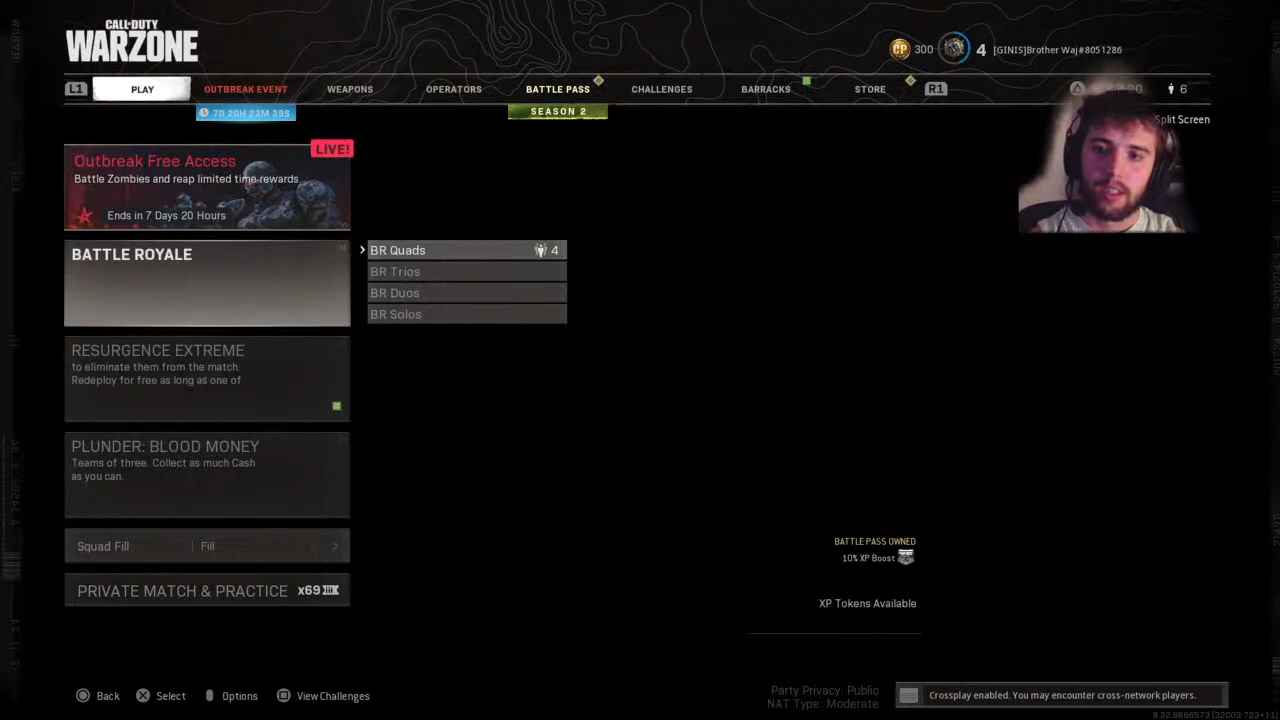 CALL OF DUTY
WARZONE
CP 300 4 [GINIS]Brother Waj#8051286
L1 PLAY OUTBREAK EVENT WEAPONS OPERATORS BATTLE PASS CHALLENGES BARRACKS STORE R1 20 6
7D 20H 23M 39S
SEASON 2
Split Screen
LIVE!
Outbreak Free Access
Battle Zombies and reap limited time rewards
Ends in 7 Days 20 Hours
BATTLE ROYALE
BR Quads 4
BR Trios
BR Duos
BR Solos
RESURGENCE EXTREME
to eliminate them from the match.
Redeploy for free as long as one of
PLUNDER: BLOOD MONEY
Teams of three. Collect as much Cash
as you can.
Squad Fill Fill
PRIVATE MATCH & PRACTICE x69
BATTLE PASS OWNED
10% XP Boost
XP Tokens Available
Back Select Options View Challenges
Party Privacy: Public
NAT Type: Moderate
Crossplay enabled. You may encounter cross-network players.